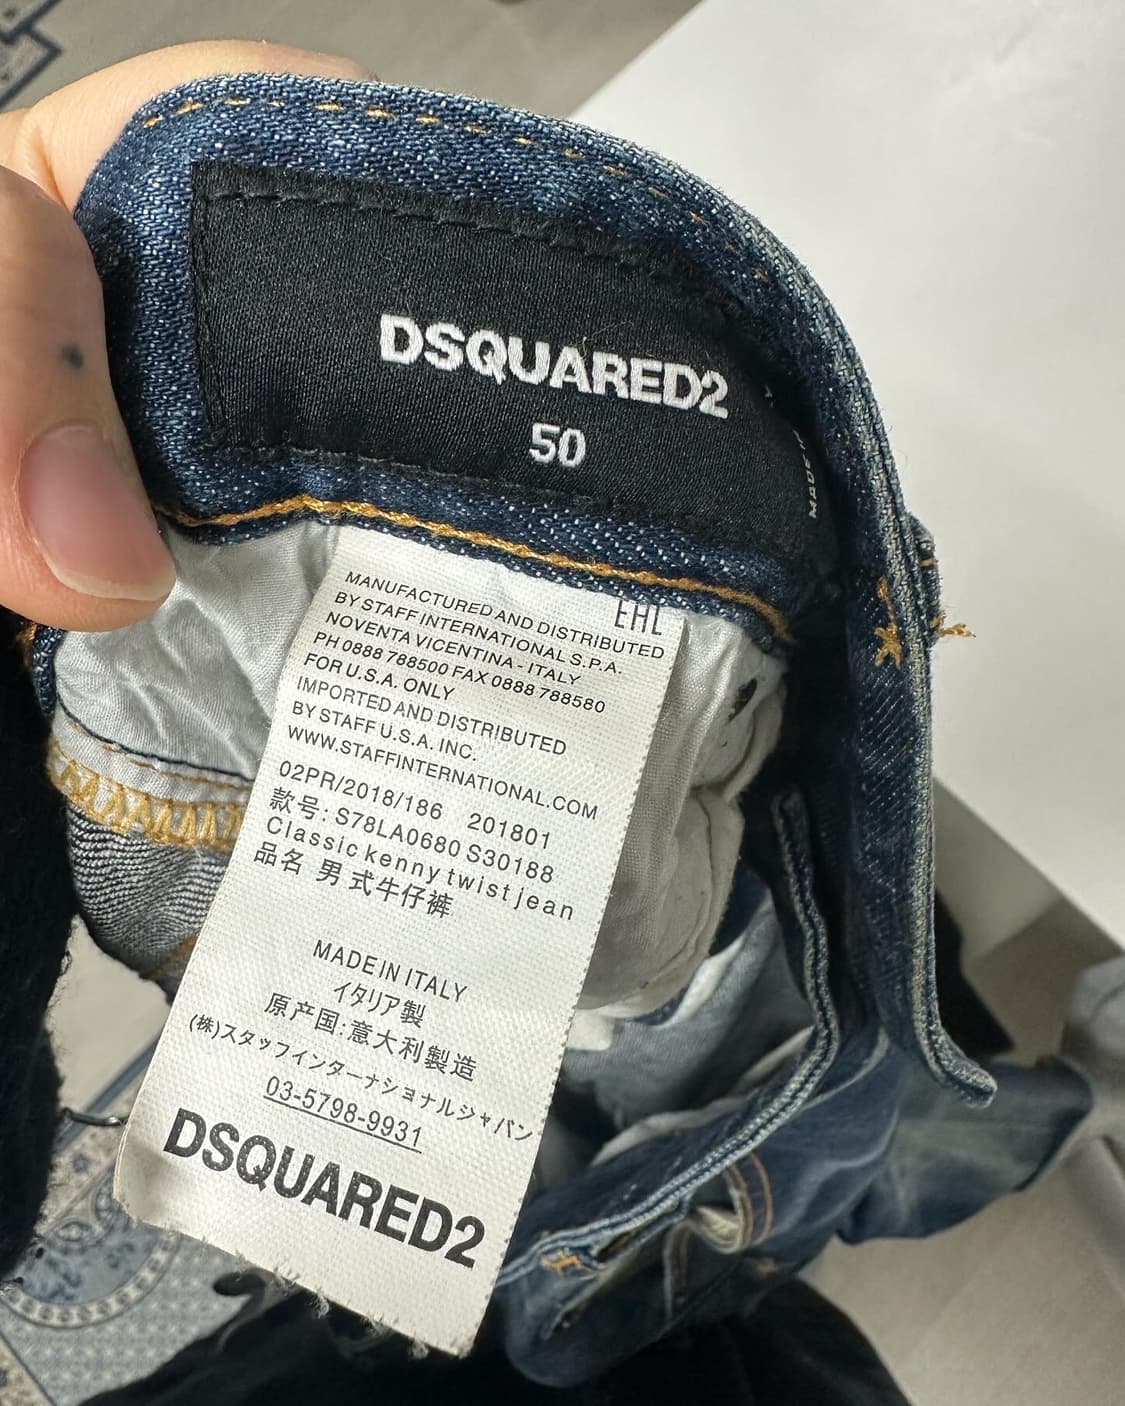 DSQUARED2
50
MADE IN
EAC
MANUFACTURED AND DISTRIBUTED
BY STAFF INTERNATIONAL S.P.A.
NOVENTA VICENTINA - ITALY
PH 0888 788500 FAX 0888 788580
FOR U.S.A. ONLY
IMPORTED AND DISTRIBUTED
BY STAFF U.S.A. INC.
WWW.STAFFINTERNATIONAL.COM
02PR/2018/186 201801
款号: S78LA0680 S30188
Classic kenny twist jean
品名 男式牛仔裤
MADE IN ITALY
イタリア製
原产国:意大利製造
(株)スタッフインターナショナルジャパン
03-5798-9931
DSQUARED2